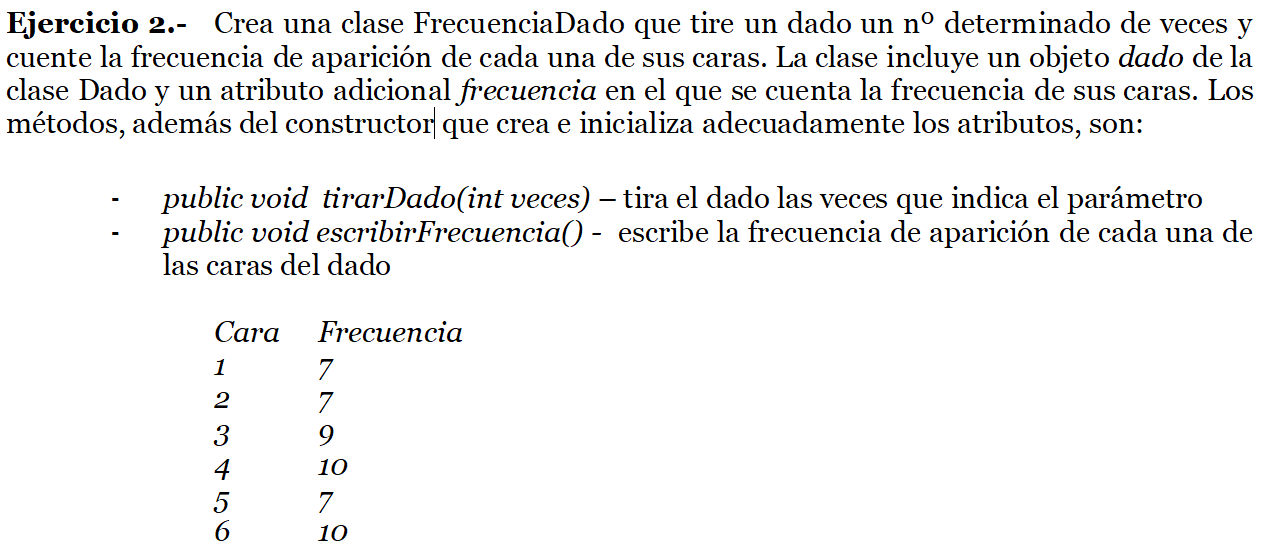 Ejercicio 2.- Crea una clase FrecuenciaDado que tire un dado un nº determinado de veces y
cuente la frecuencia de aparición de cada una de sus caras. La clase incluye un objeto dado de la
clase Dado y un atributo adicional frecuencia en el que se cuenta la frecuencia de sus caras. Los
métodos, además del constructor que crea e inicializa adecuadamente los atributos, son:
- public void tirarDado(int veces) – tira el dado las veces que indica el parámetro
- public void escribirFrecuencia() - escribe la frecuencia de aparición de cada una de
las caras del dado
Cara Frecuencia
1 7
2 7
3 9
4 10
5 7
6 10